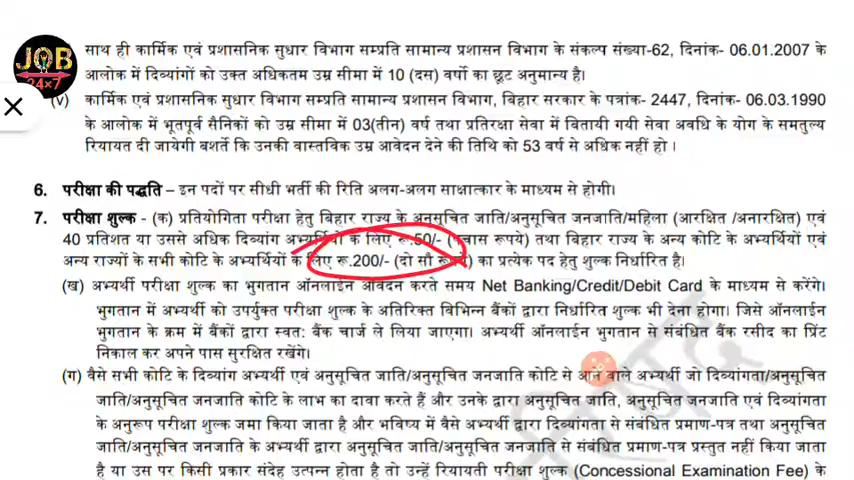 JOB
24x7
साथ ही कार्मिक एवं प्रशासनिक सुधार विभाग सम्प्रति सामान्य प्रशासन विभाग के संकल्प संख्या-62, दिनांक- 06.01.2007 के
आलोक में दिव्यांगों को उक्त अधिकतम उम्र सीमा में 10 (दस) वर्षो का छूट अनुमान्य है।
(v) कार्मिक एवं प्रशासनिक सुधार विभाग सम्प्रति सामान्य प्रशासन विभाग, बिहार सरकार के पत्रांक- 2447, दिनांक- 06.03.1990
के आलोक में भूतपूर्व सैनिकों को उम्र सीमा में 03(तीन) वर्ष तथा प्रतिरक्षा सेवा में बितायी गयी सेवा अवधि के योग के समतुल्य
रियायत दी जायेगी बशर्ते कि उनकी वास्तविक उम्र आवेदन देने की तिथि को 53 वर्ष से अधिक नहीं हो ।
6. परीक्षा की पद्धति – इन पदों पर सीधी भर्ती की रिति अलग-अलग साक्षात्कार के माध्यम से होगी।
7. परीक्षा शुल्क - (क) प्रतियोगिता परीक्षा हेतु बिहार राज्य के अनुसूचित जाति/अनुसूचित जनजाति/महिला (आरक्षित /अनारक्षित) एवं
40 प्रतिशत या उससे अधिक दिव्यांग अभ्यर्थियों के लिए रू.50/- (पचास रूपये) तथा बिहार राज्य के अन्य कोटि के अभ्यर्थियों एवं
अन्य राज्यों के सभी कोटि के अभ्यर्थियों के लिए रू.200/- (दो सौ रूपये) का प्रत्येक पद हेतु शुल्क निर्धारित है।
(ख) अभ्यर्थी परीक्षा शुल्क का भुगतान ऑनलाईन आवेदन करते समय Net Banking/Credit/Debit Card के माध्यम से करेंगे।
भुगतान में अभ्यर्थी को उपर्युक्त परीक्षा शुल्क के अतिरिक्त विभिन्न बैंकों द्वारा निर्धारित शुल्क भी देना होगा। जिसे ऑनलाईन
भुगतान के क्रम में बैंकों द्वारा स्वतः बैंक चार्ज ले लिया जाएगा। अभ्यर्थी ऑनलाईन भुगतान से संबंधित बैंक रसीद का प्रिंट
निकाल कर अपने पास सुरक्षित रखेंगे।
(ग) वैसे सभी कोटि के दिव्यांग अभ्यर्थी एवं अनुसूचित जाति/अनुसूचित जनजाति कोटि से आने वाले अभ्यर्थी जो दिव्यांगता/अनुसूचित
जाति/अनुसूचित जनजाति कोटि के लाभ का दावा करते हैं और उनके द्वारा अनुसूचित जाति, अनुसूचित जनजाति एवं दिव्यांगता
के अनुरूप परीक्षा शुल्क जमा किया जाता है और भविष्य में वैसे अभ्यर्थी द्वारा दिव्यांगता से संबंधित प्रमाण-पत्र तथा अनुसूचित
जाति/अनुसूचित जनजाति के अभ्यर्थी द्वारा अनुसूचित जाति/अनुसूचित जनजाति से संबंधित प्रमाण-पत्र प्रस्तुत नहीं किया जाता
है या उस पर किसी प्रकार संदेह उत्पन्न होता है तो उन्हें रियायती परीक्षा शुल्क (Concessional Examination Fee) के